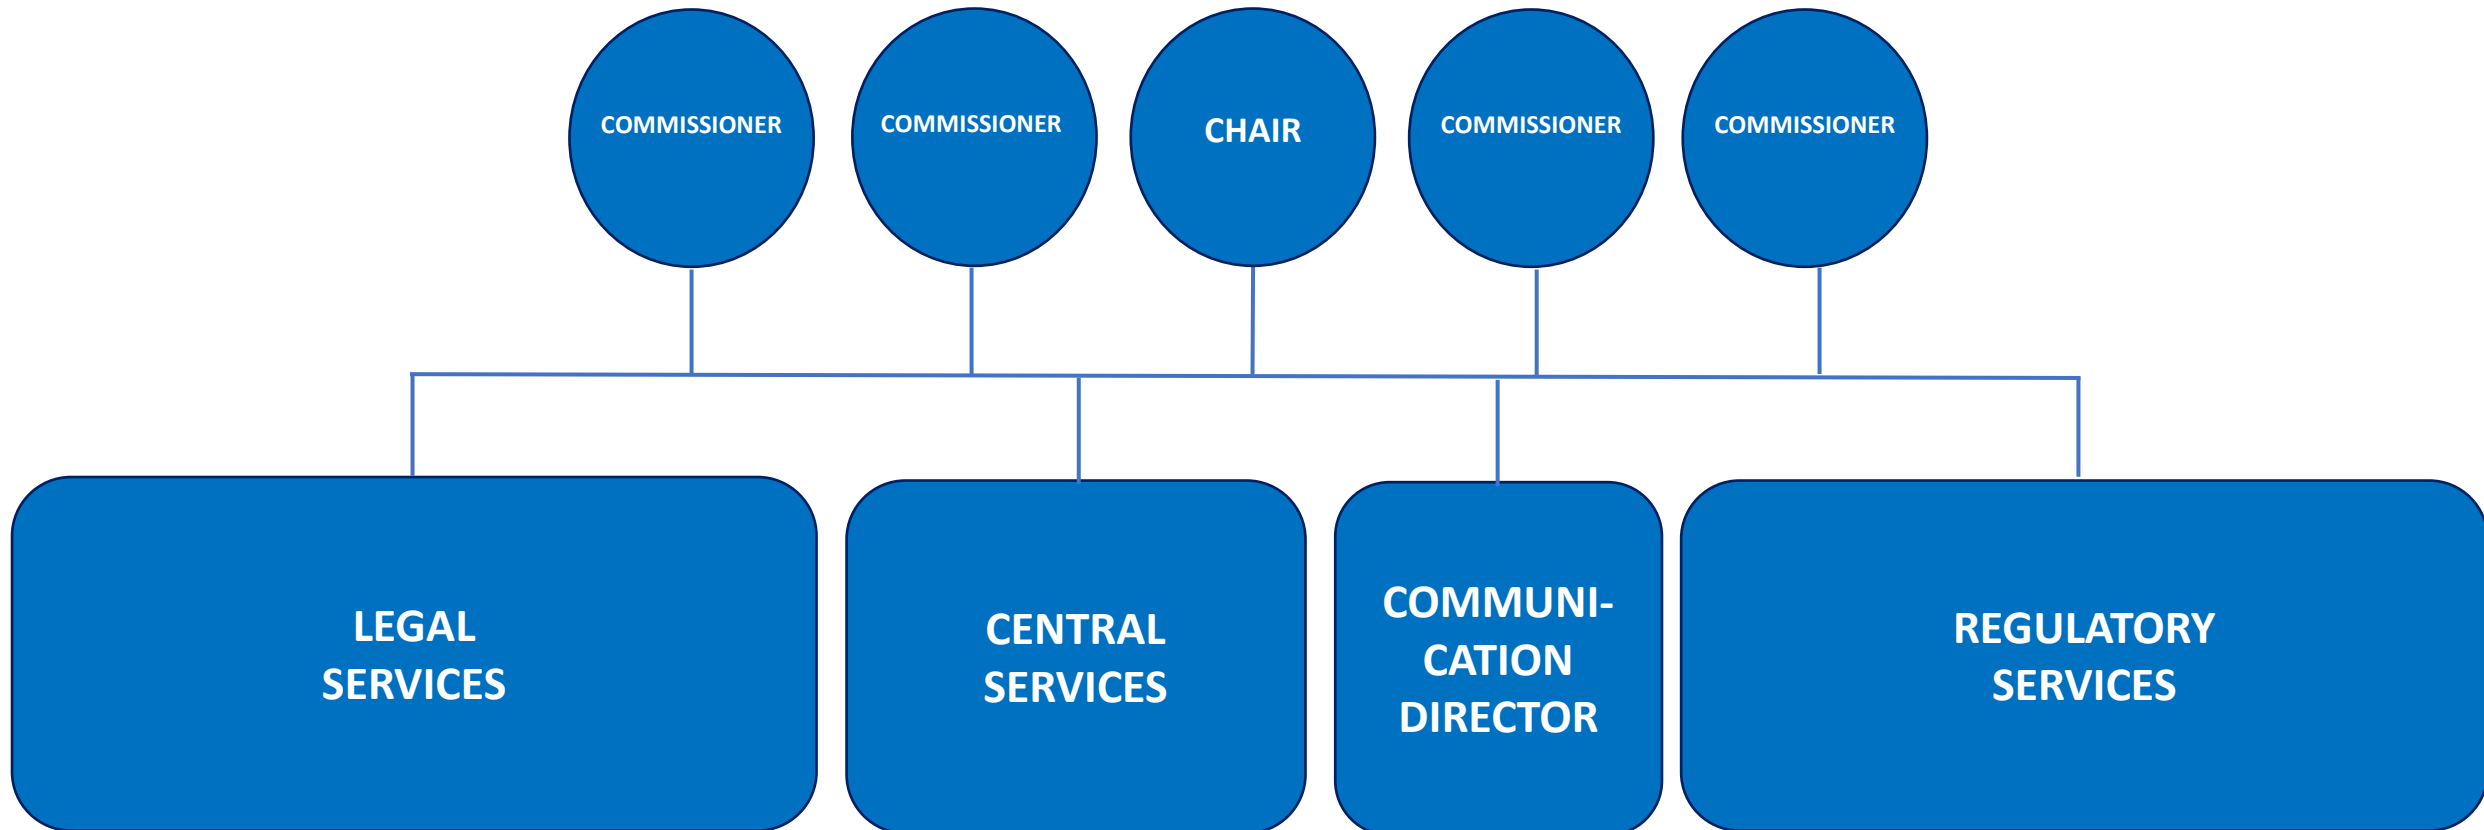 COMMISSIONER
COMMISSIONER
CHAIR
COMMISSIONER
COMMISSIONER
LEGAL
SERVICES
CENTRAL
SERVICES
COMMUNI-
CATION
DIRECTOR
REGULATORY
SERVICES